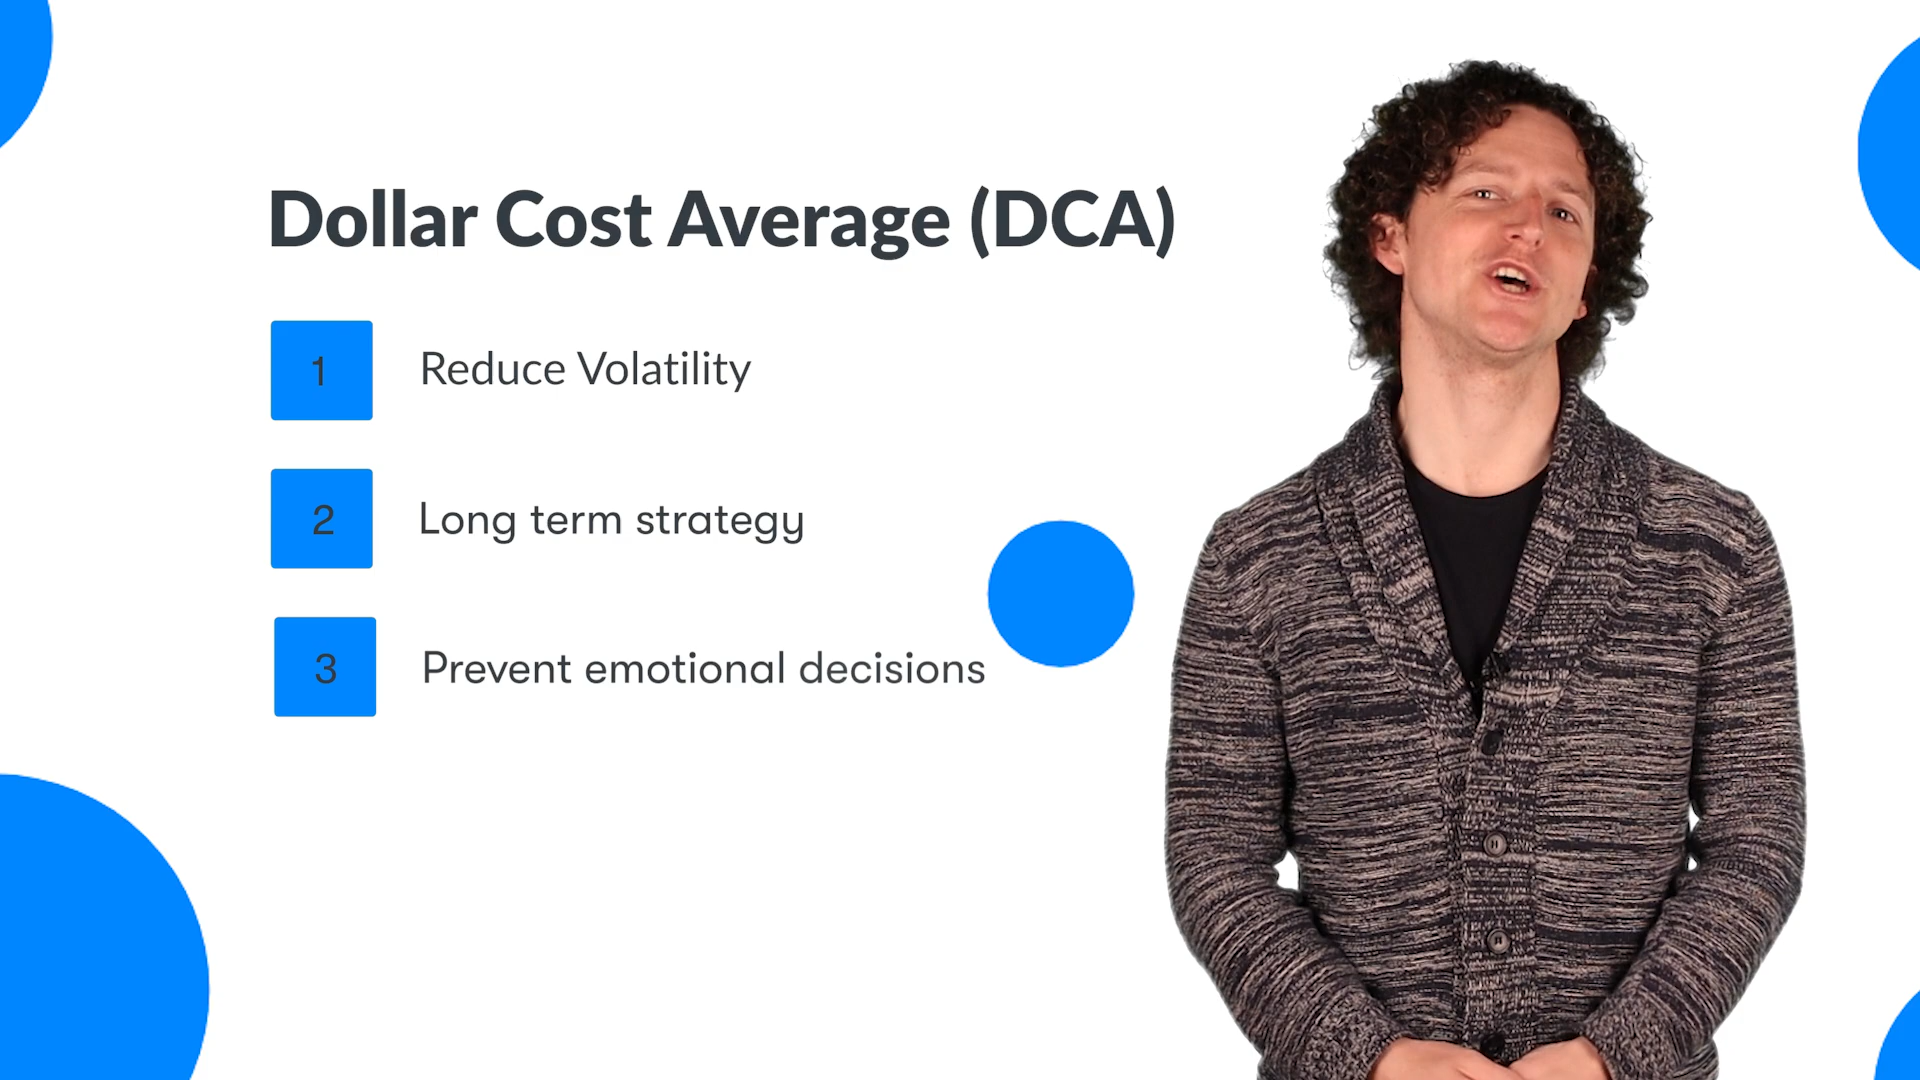 Dollar Cost Average (DCA)
1 Reduce Volatility
2 Long term strategy
3 Prevent emotional decisions